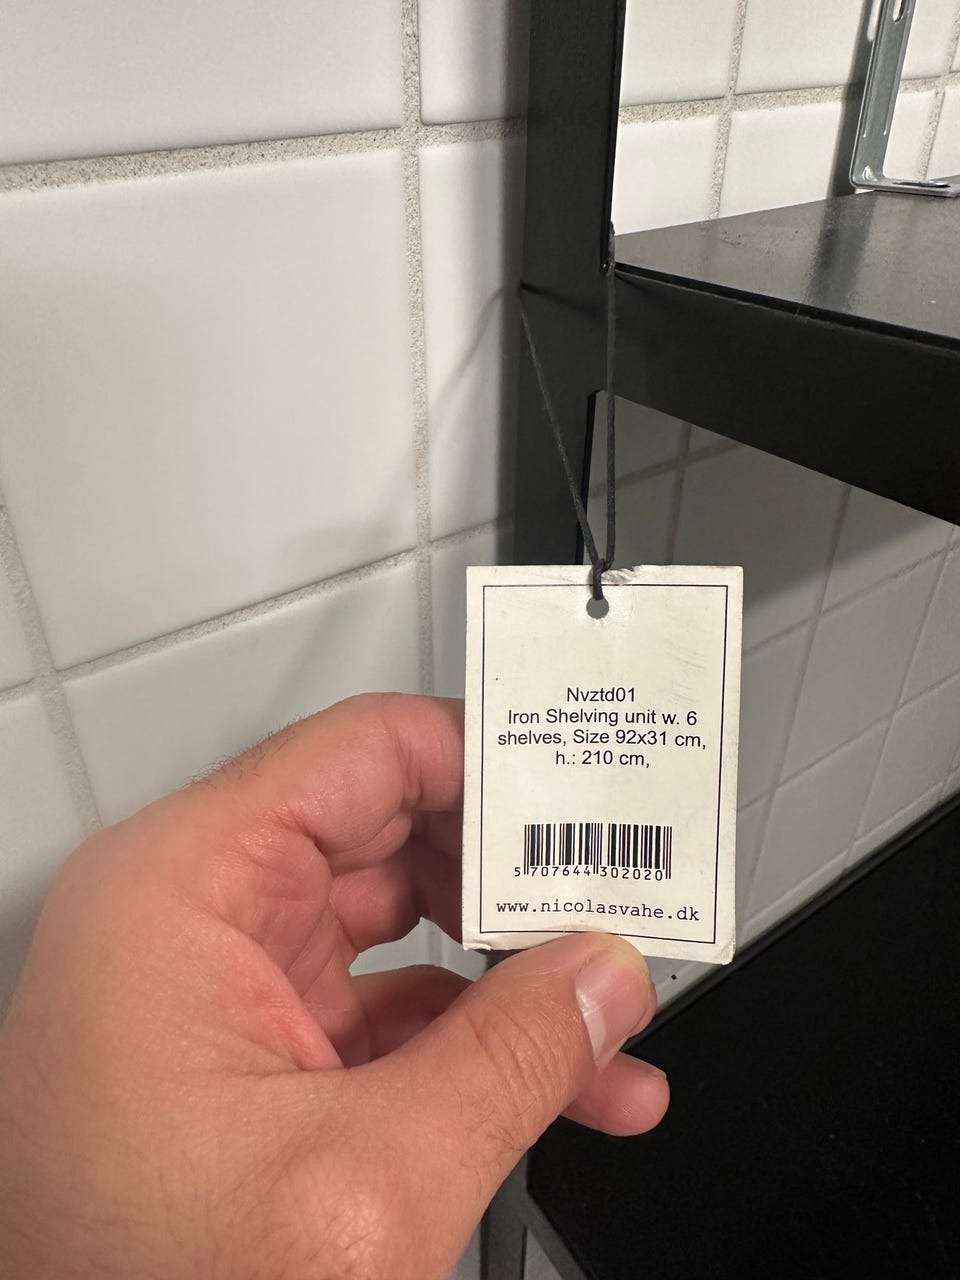 Nvztd01
Iron Shelving unit w. 6
shelves, Size 92x31 cm,
h.: 210 cm,
5 707644 302020
www.nicolasvahe.dk